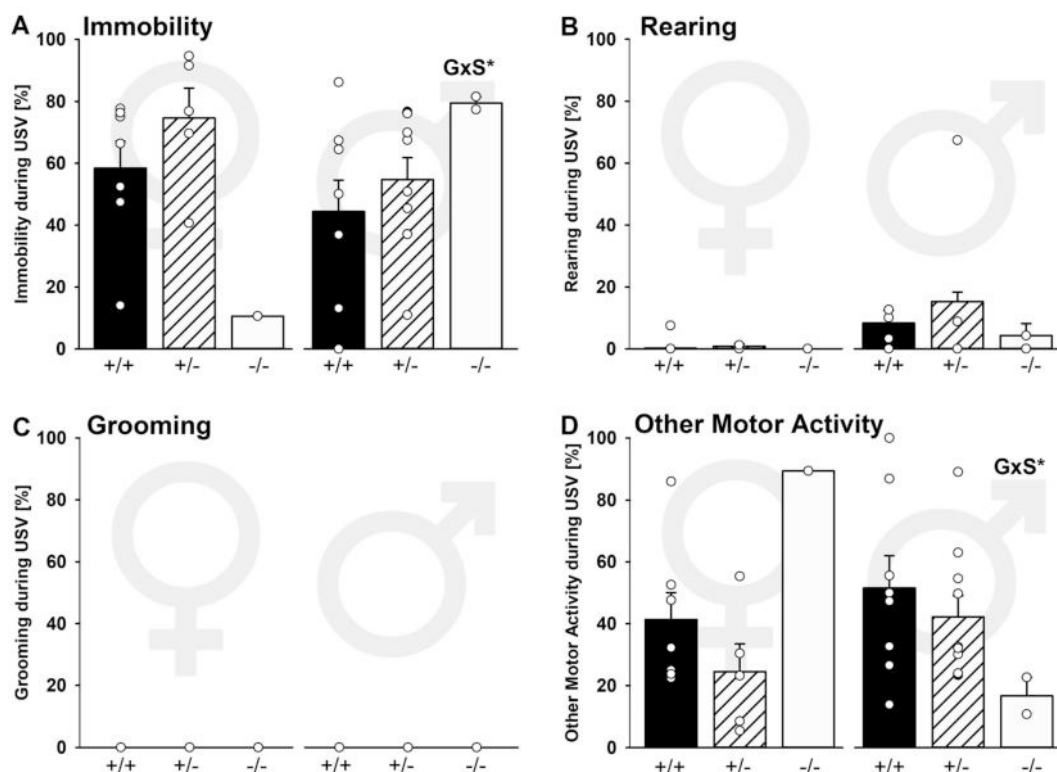 A Immobility
Immobility during USV [%]
100
80
60
40
20
0
GxS*
+/+ +/- -/- +/+ +/- -/-
B Rearing
Rearing during USV [%]
100
80
60
40
20
0
+/+ +/- -/- +/+ +/- -/-
C Grooming
Grooming during USV [%]
100
80
60
40
20
0
+/+ +/- -/- +/+ +/- -/-
D Other Motor Activity
Other Motor Activity during USV [%]
100
80
60
40
20
0
GxS*
+/+ +/- -/- +/+ +/- -/-